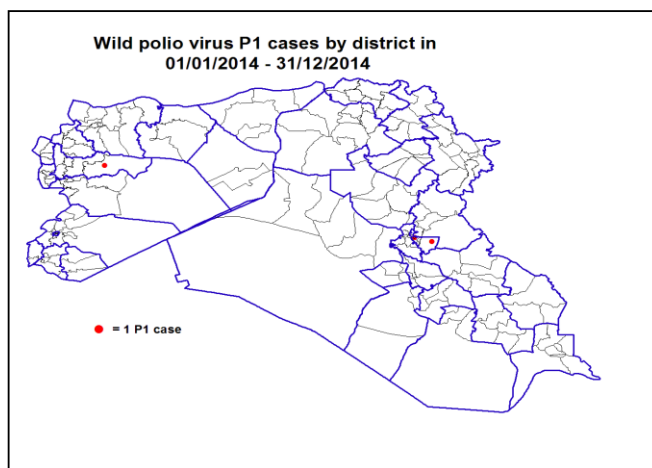 Wild polio virus P1 cases by district in
01/01/2014 - 31/12/2014
= 1 P1 case